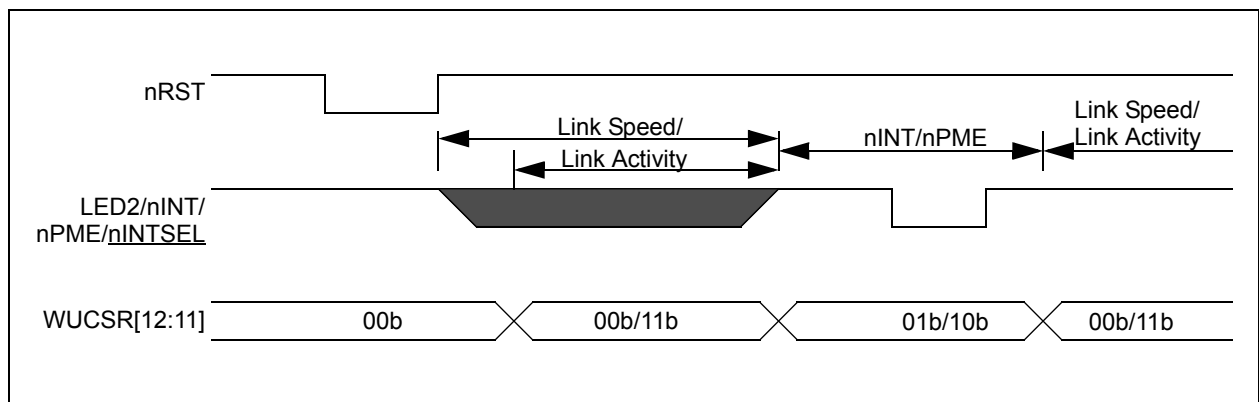 nRST
Link Speed/
Link Activity
nINT/nPME
Link Speed/
Link Activity
LED2/nINT/
nPME/nINTSEL
WUCSR[12:11]
00b
00b/11b
01b/10b
00b/11b